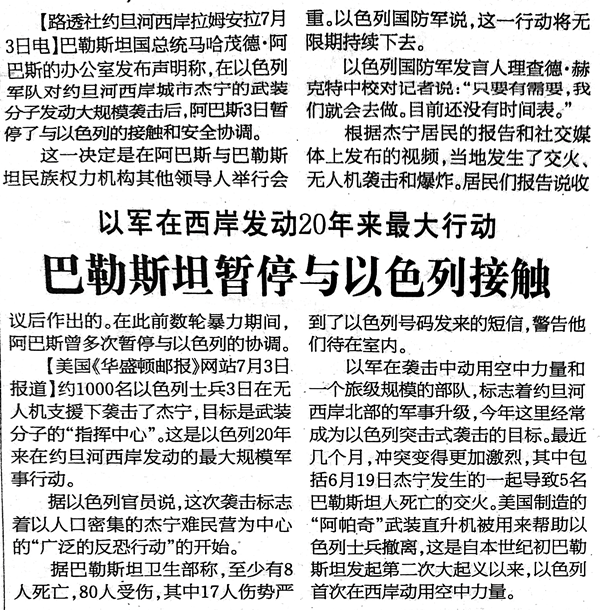 以军在西岸发动20年来最大行动
巴勒斯坦暂停与以色列接触
【路透社约旦河西岸拉姆安拉7月
3日电】巴勒斯坦国总统马哈茂德·阿
巴斯的办公室发布声明称，在以色列
军队对约旦河西岸城市杰宁的武装
分子发动大规模袭击后，阿巴斯3日暂
停了与以色列的接触和安全协调。
这一决定是在阿巴斯与巴勒斯
坦民族权力机构其他领导人举行会
议后作出的。在此前数轮暴力期间，
阿巴斯曾多次暂停与以色列的协调。
【美国《华盛顿邮报》网站7月3日
报道】约1000名以色列士兵3日在无
人机支援下袭击了杰宁，目标是武装
分子的“指挥中心”。这是以色列20年
来在约旦河西岸发动的最大规模军
事行动。
据以色列官员说，这次袭击标志
着以人口密集的杰宁难民营为中心
的“广泛的反恐行动”的开始。
据巴勒斯坦卫生部称，至少有8
人死亡，80人受伤，其中17人伤势严
重。以色列国防军说，这一行动将无
限期持续下去。
以色列国防军发言人理查德·赫
克特中校对记者说：“只要有需要，我
们就会去做。目前还没有时间表。”
根据杰宁居民的报告和社交媒
体上发布的视频，当地发生了交火、
无人机袭击和爆炸。居民们报告说收
到了以色列号码发来的短信，警告他
们待在室内。
以军在袭击中动用空中力量和
一个旅级规模的部队，标志着约旦河
西岸北部的军事升级，今年这里经常
成为以色列突击式袭击的目标。最近
几个月，冲突变得更加激烈，其中包
括6月19日杰宁发生的一起导致5名
巴勒斯坦人死亡的交火。美国制造的
“阿帕奇”武装直升机被用来帮助以
色列士兵撤离，这是自本世纪初巴勒
斯坦发起第二次大起义以来，以色列
首次在西岸动用空中力量。